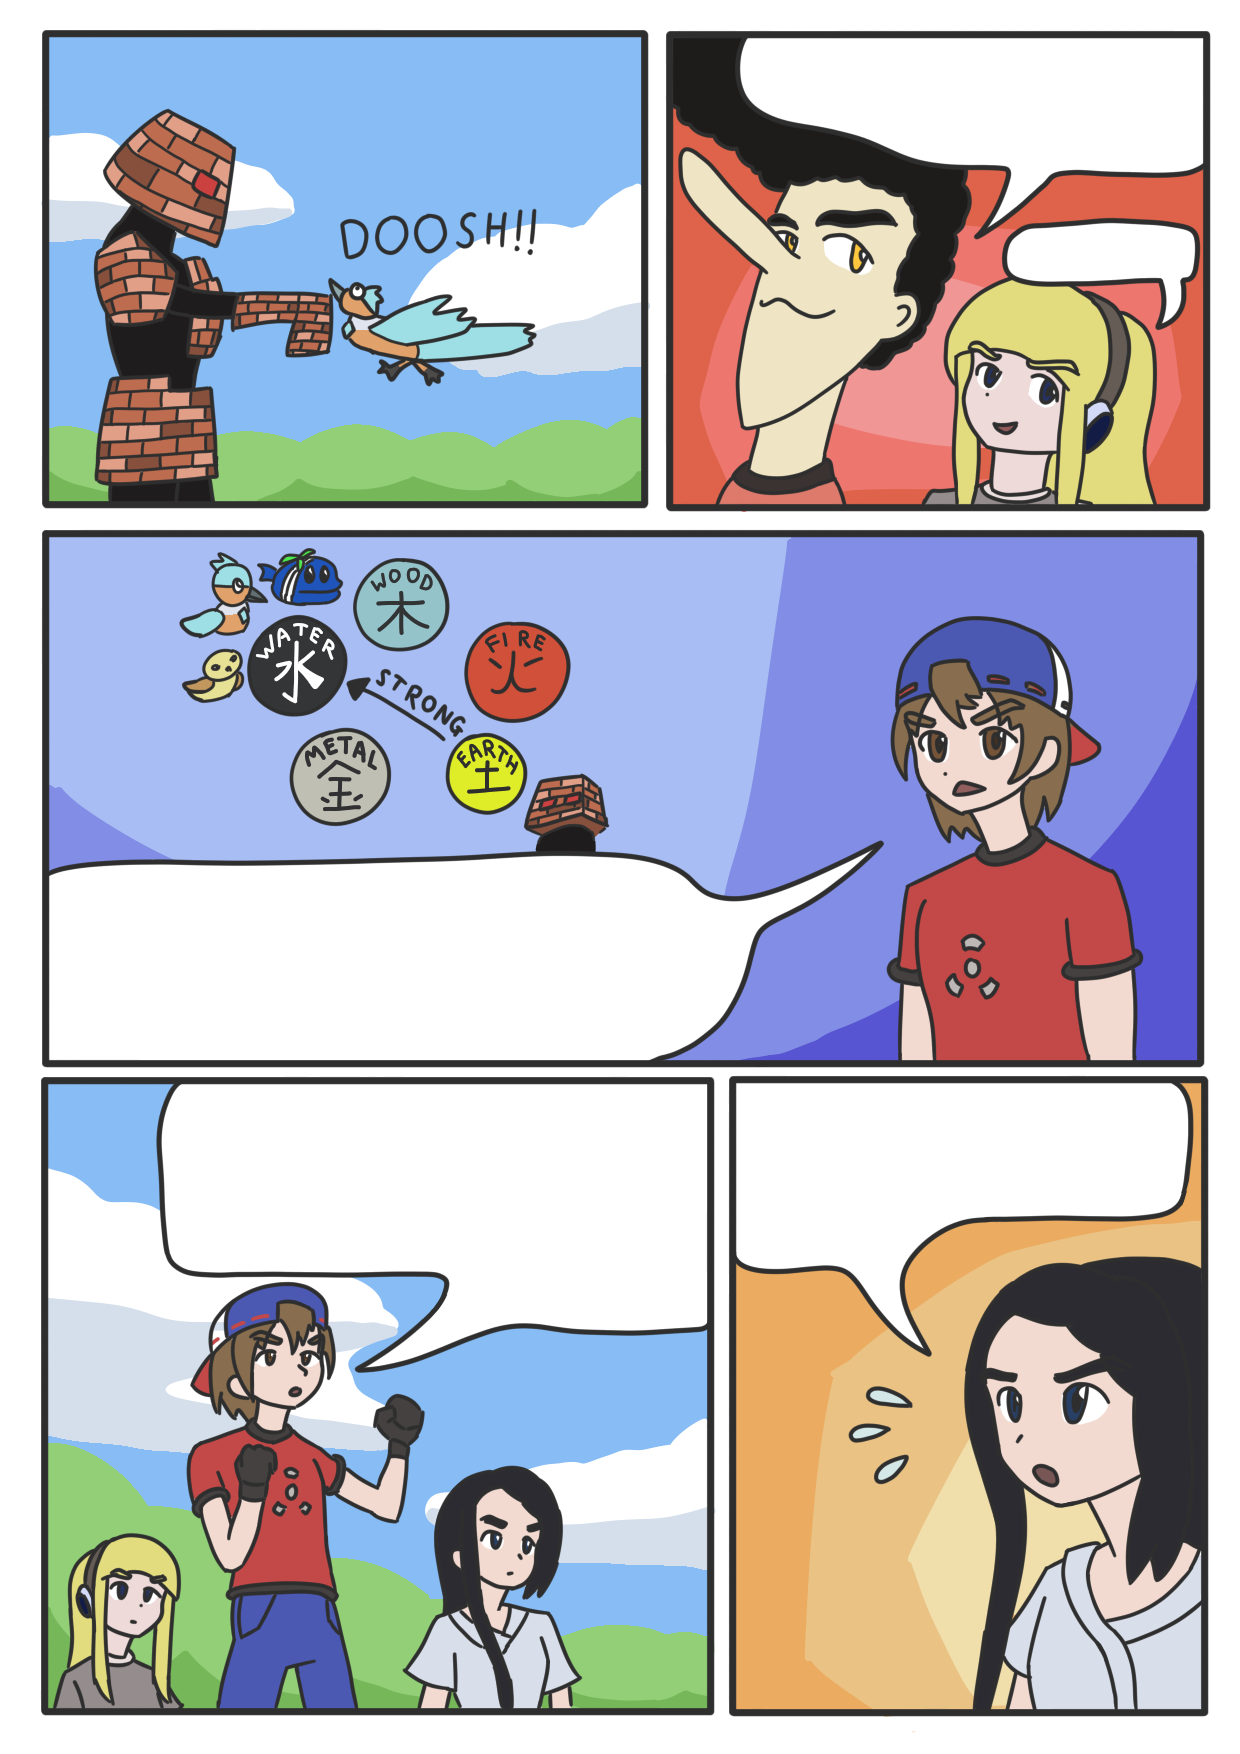 DOOSH!!
WOOD
木
WATER
水
FIRE
火
STRONG
METAL
金
EARTH
土